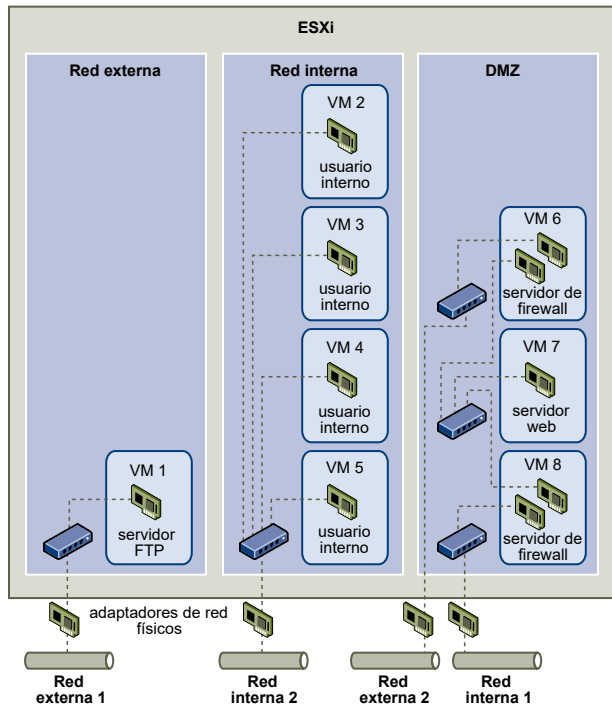 ESXi
Red externa
Red interna
DMZ
VM 2
usuario
interno
VM 3
usuario
interno
VM 4
usuario
interno
VM 5
usuario
interno
VM 1
servidor
FTP
VM 6
servidor de
firewall
VM 7
servidor
web
VM 8
servidor de
firewall
adaptadores de red
físicos
Red
externa 1
Red
interna 2
Red
externa 2
Red
interna 1